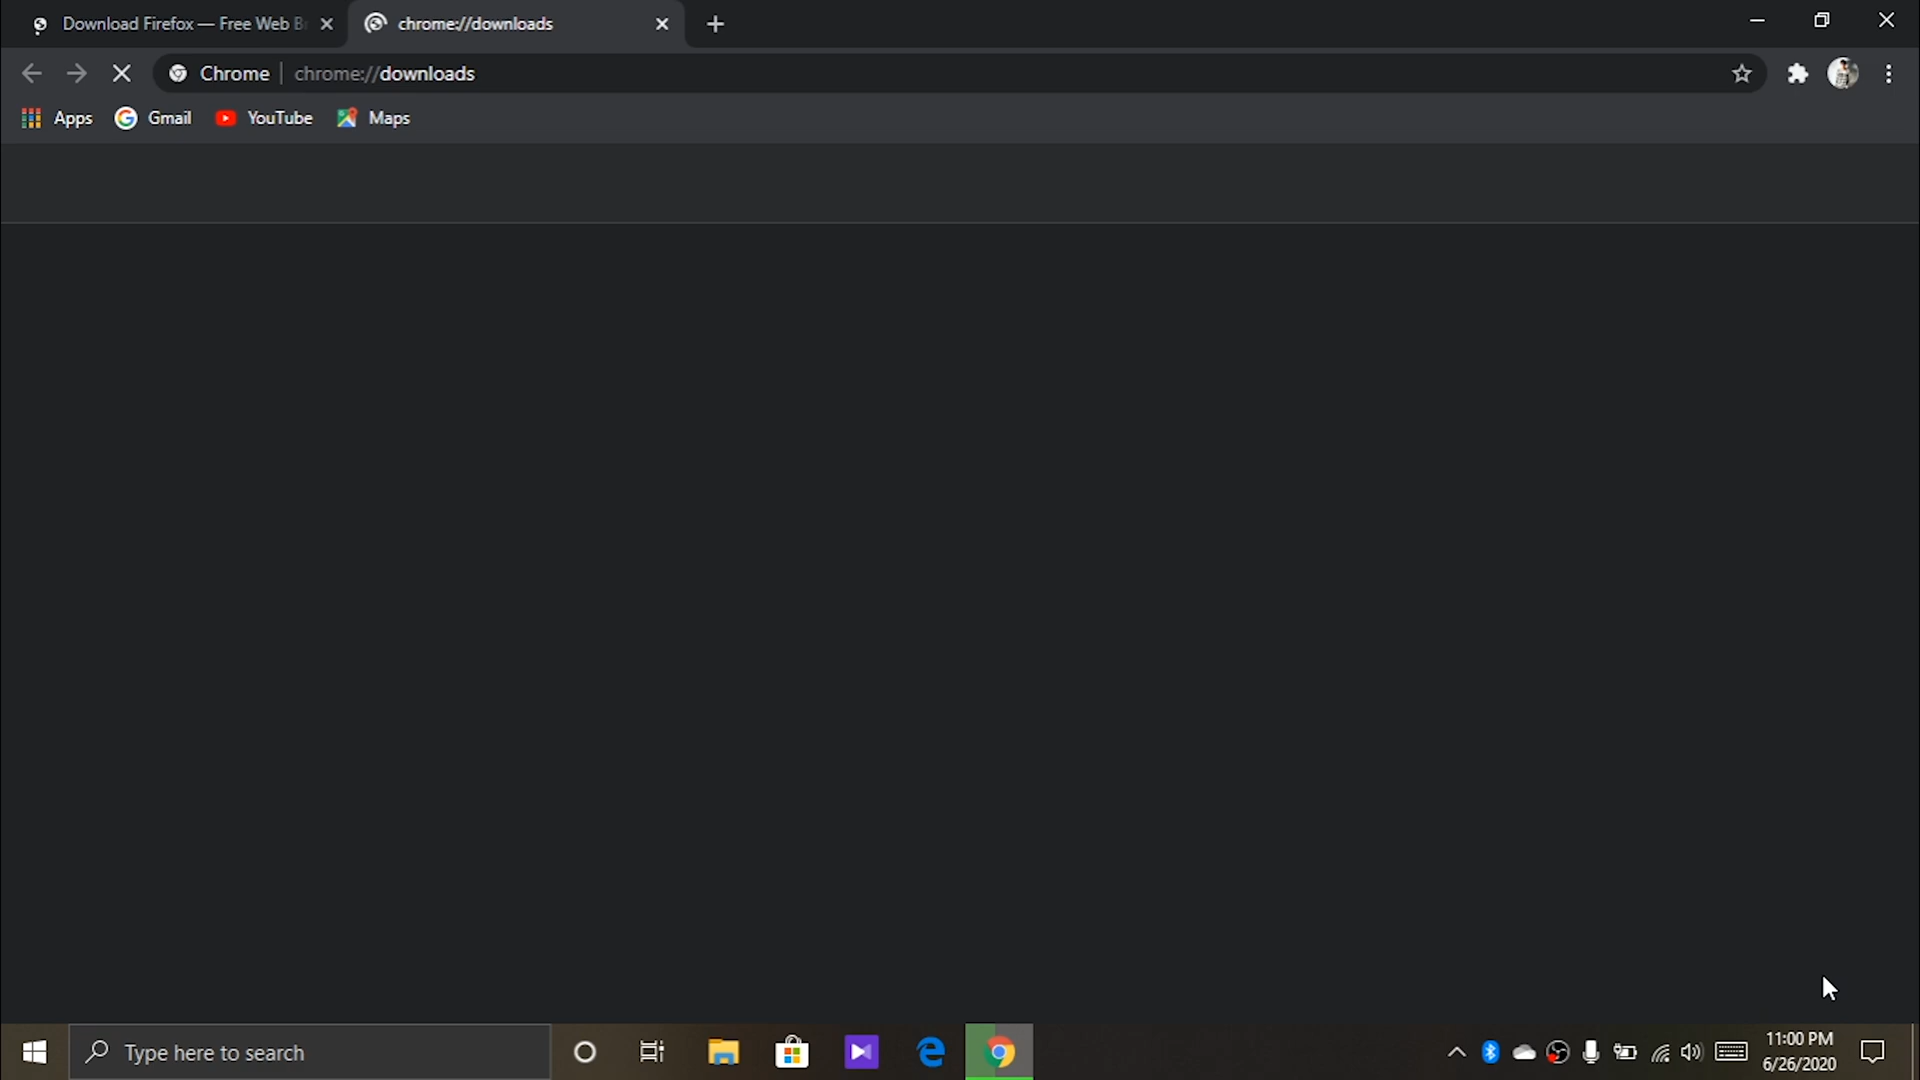 Download Firefox — Free Web B
chrome://downloads
Chrome | chrome://downloads
Apps Gmail YouTube Maps
Type here to search
11:00 PM
6/26/2020